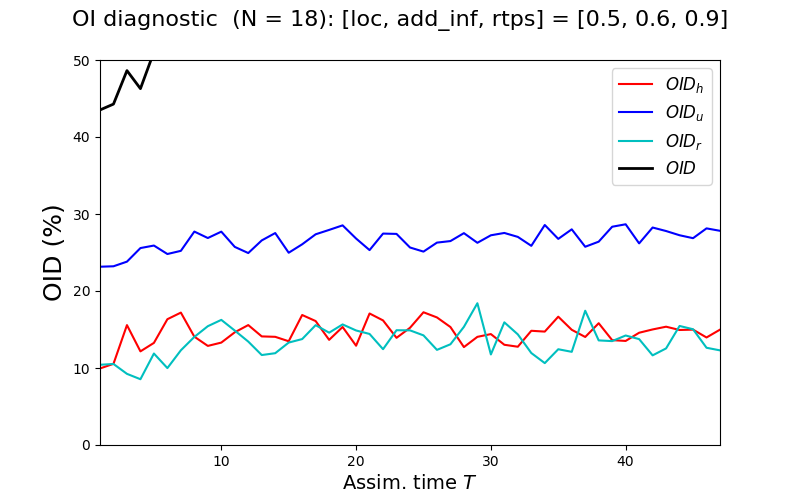 OI diagnostic  (N = 18): [loc, add_inf, rtps] = [0.5, 0.6, 0.9]
OID (%)
50
40
30
20
10
0
OID_h
OID_u
OID_r
OID
10 20 30 40
Assim. time T